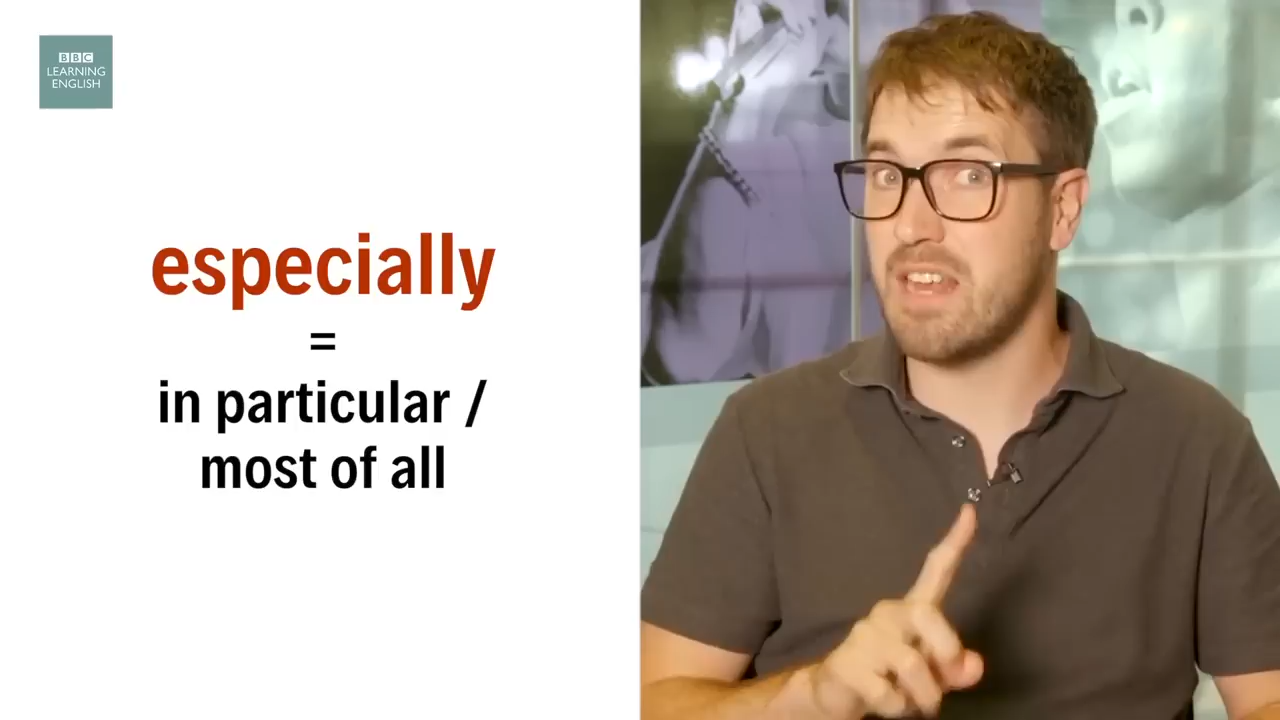 BBC
LEARNING
ENGLISH
especially
=
in particular /
most of all